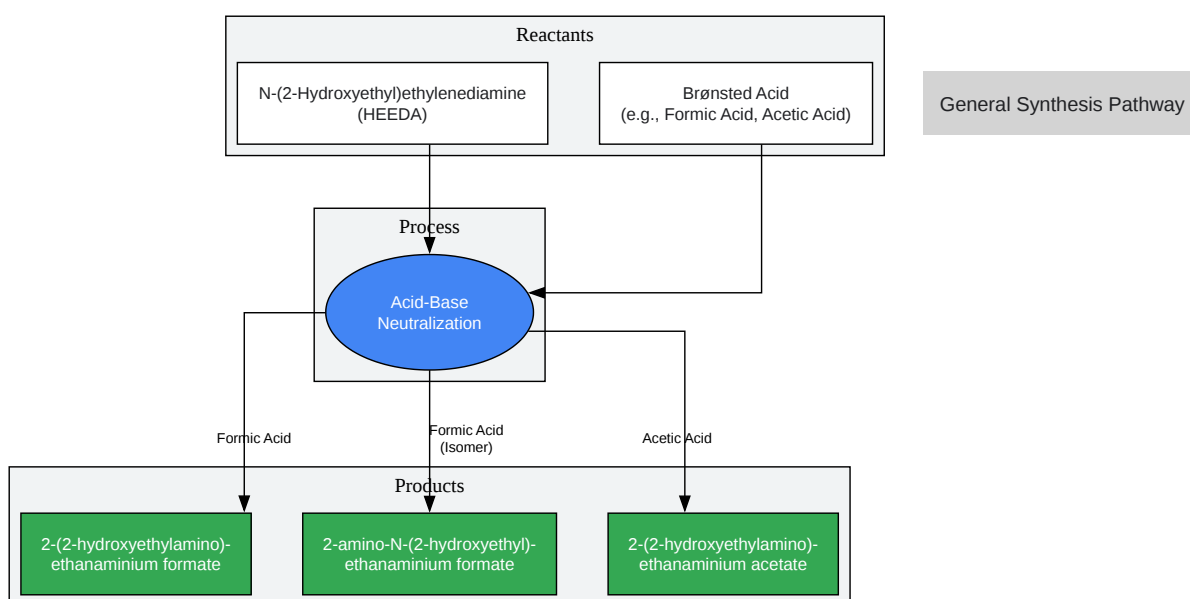 Reactants
N-(2-Hydroxyethyl)ethylenediamine
(HEEDA)
Brønsted Acid
(e.g., Formic Acid, Acetic Acid)
General Synthesis Pathway
Process
Acid-Base
Neutralization
Formic Acid
Formic Acid
(Isomer)
Acetic Acid
Products
2-(2-hydroxyethylamino)-
ethanaminium formate
2-amino-N-(2-hydroxyethyl)-
ethanaminium formate
2-(2-hydroxyethylamino)-
ethanaminium acetate